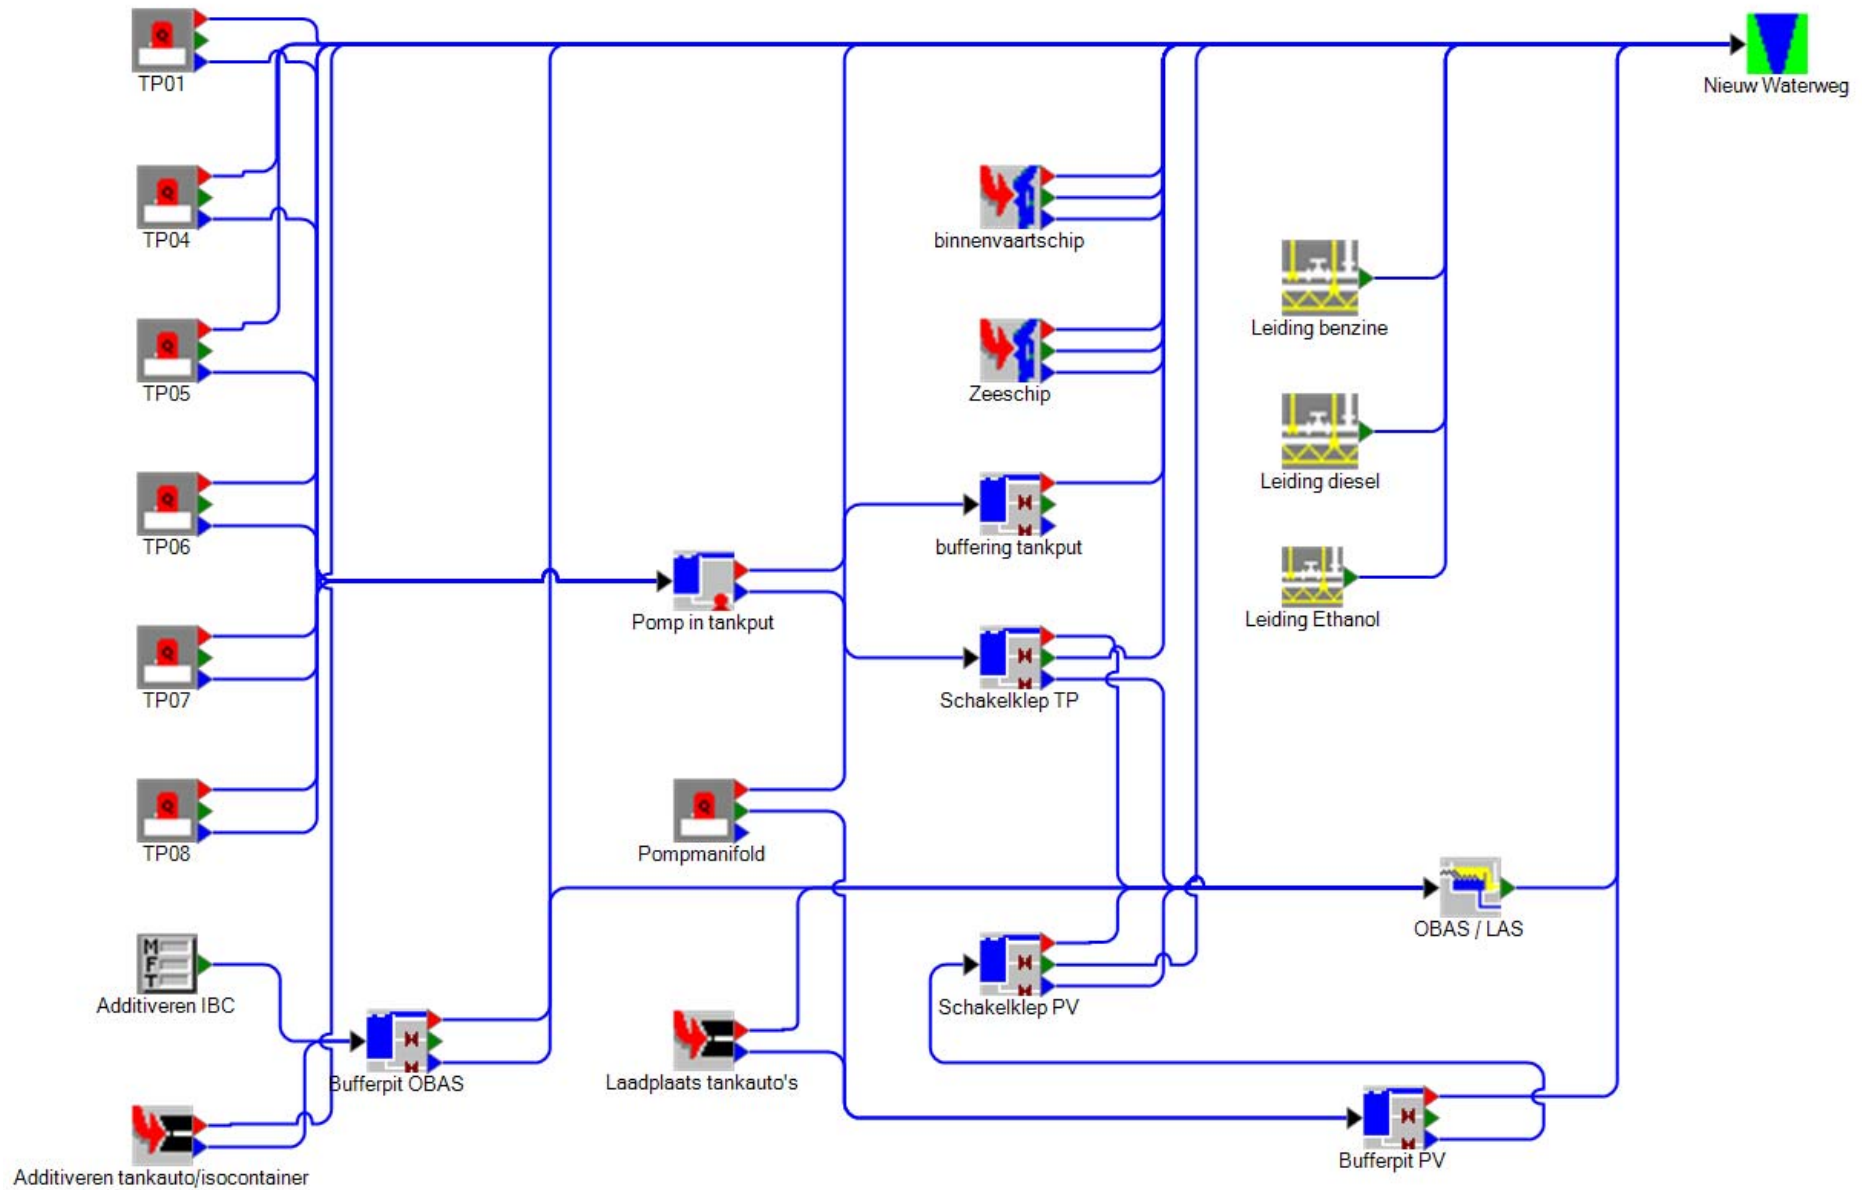 TP01
Nieuw Waterweg
TP04
binnenvaartschip
Leiding benzine
TP05
Zeeschip
Leiding diesel
TP06
buffering tankput
Pomp in tankput
Leiding Ethanol
TP07
Schakelklep TP
TP08
Pompmanifold
OBAS / LAS
M
F
T
Additiveren IBC
Schakelklep PV
Bufferpit OBAS
Laadplaats tankauto's
Bufferpit PV
Additiveren tankauto/isocontainer